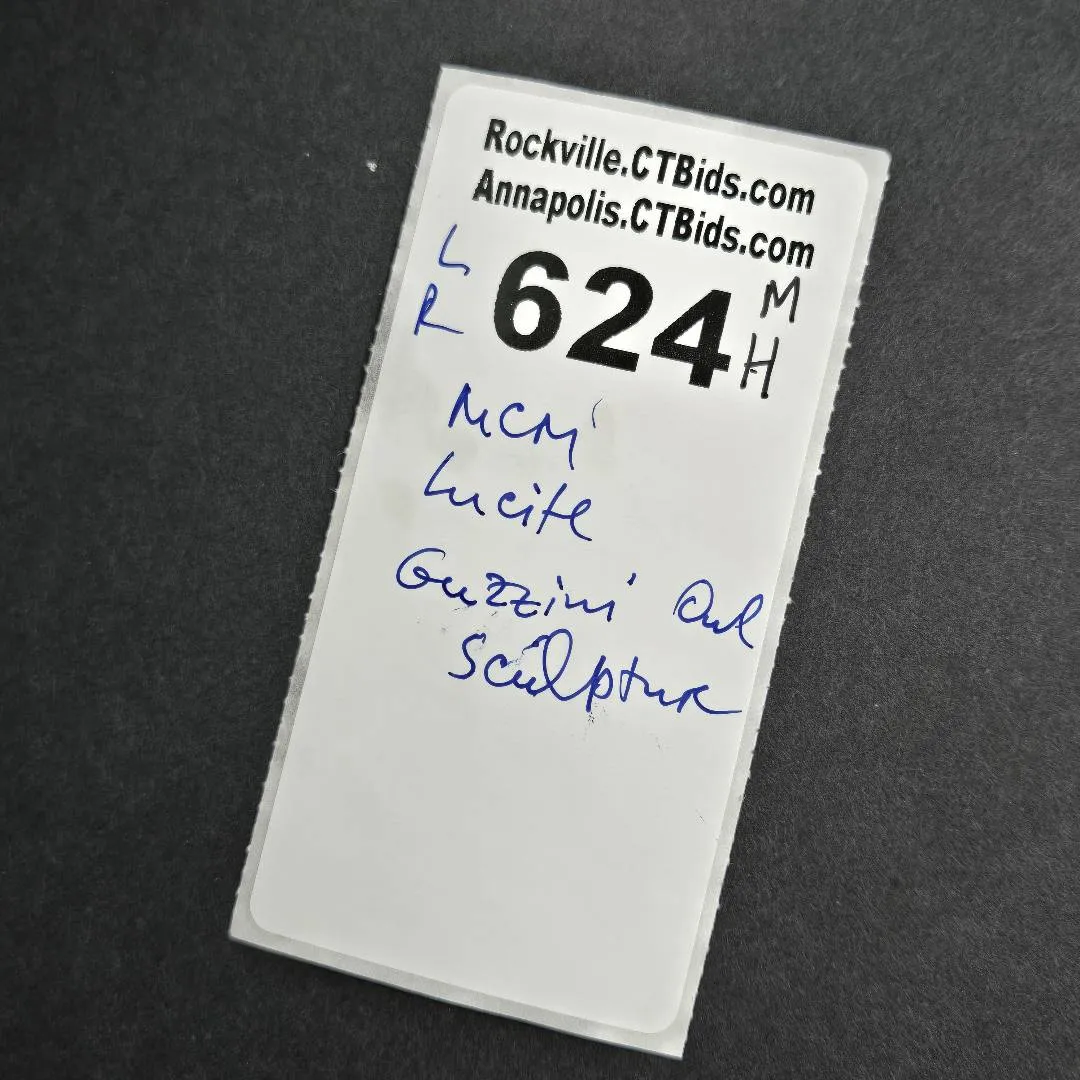 Rockville.CTBids.com
Annapolis.CTBids.com
L
R
624
M
H
MCM
Lucite
Guzzini Owl
Sculpture